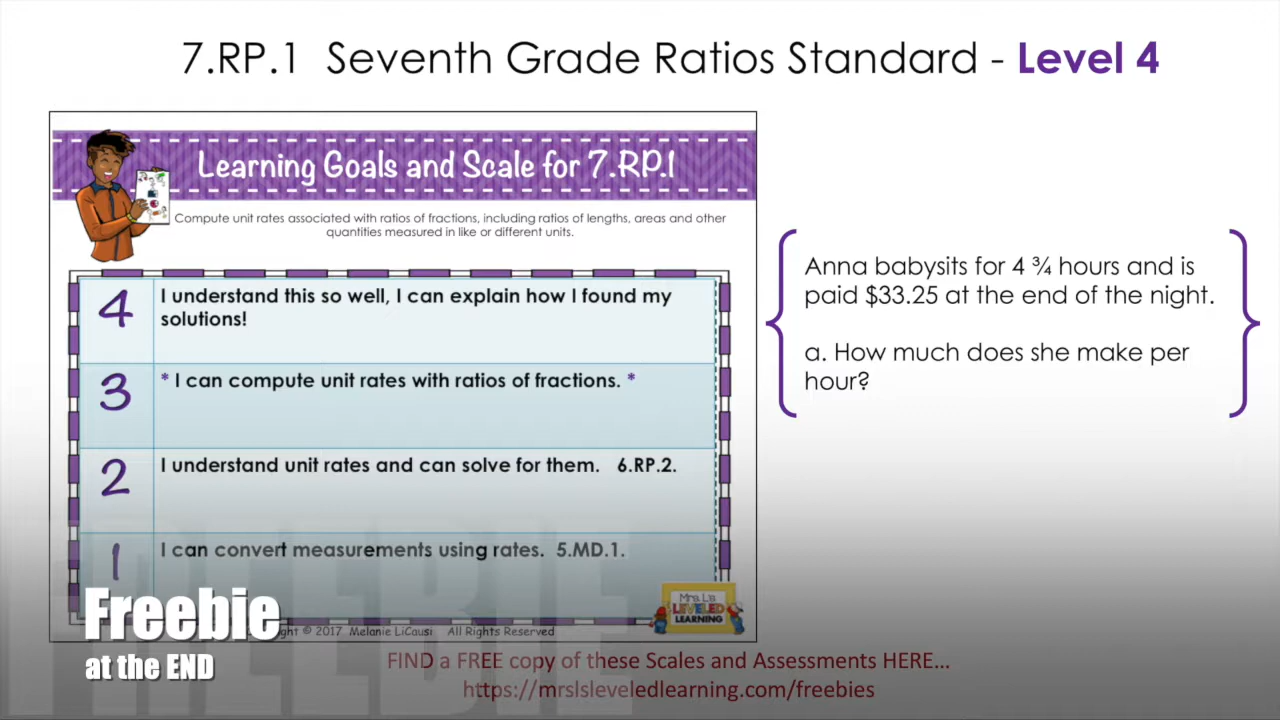 7.RP.1 Seventh Grade Ratios Standard - Level 4
Learning Goals and Scale for 7.RP.1
Compute unit rates associated with ratios of fractions, including ratios of lengths, areas and other
quantities measured in like or different units.
4
I understand this so well, I can explain how I found my
solutions!
3
* I can compute unit rates with ratios of fractions. *
2
I understand unit rates and can solve for them. 6.RP.2.
1
I can convert measurements using rates. 5.MD.1.
Anna babysits for 4 ¾ hours and is
paid $33.25 at the end of the night.
a. How much does she make per
hour?
Mrs L's
LEVELED
LEARNING
© 2017 Melanie LiCausi All Rights Reserved
FREEBIE
Freebie
at the END
FIND a FREE copy of these Scales and Assessments HERE...
https://mrslsleveledlearning.com/freebies